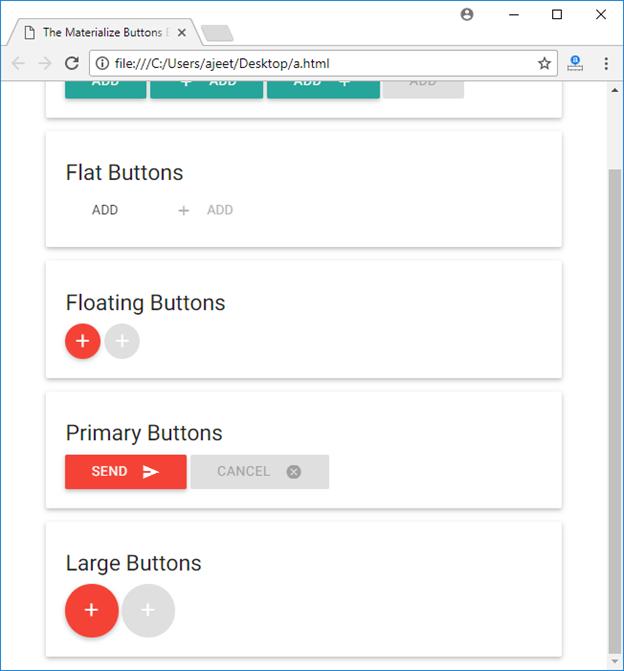 The Materialize Buttons E
file:///C:/Users/ajeet/Desktop/a.html
ADD ADD ADD ADD
Flat Buttons
ADD + ADD
Floating Buttons
+ +
Primary Buttons
SEND CANCEL
Large Buttons
+ +